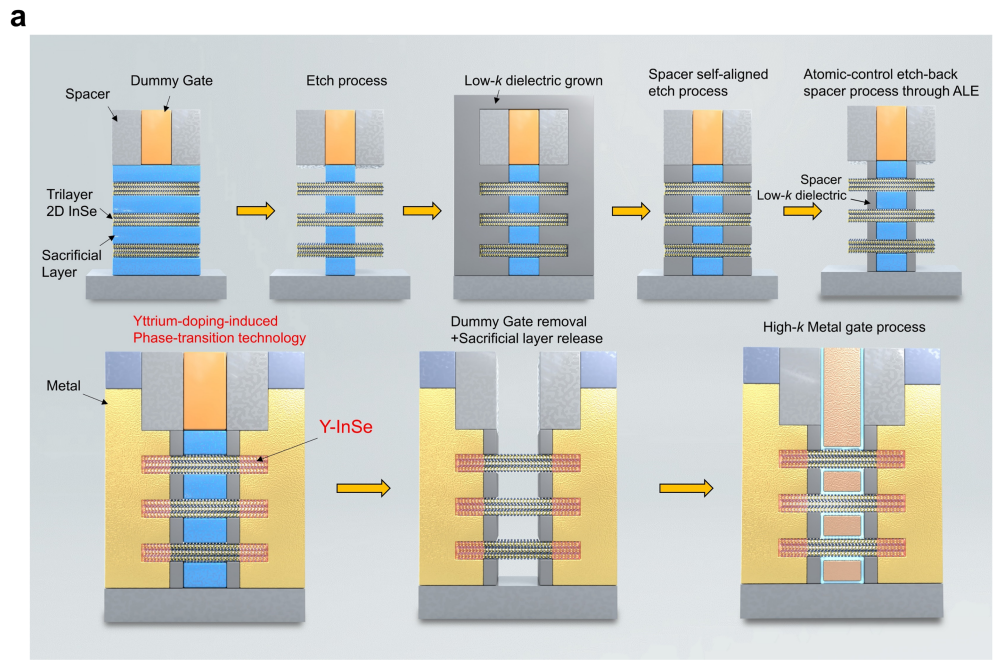 a
Dummy Gate
Spacer
Trilayer
2D InSe
Sacrificial
Layer
Etch process
Low-k dielectric grown
Spacer self-aligned
etch process
Atomic-control etch-back
spacer process through ALE
Spacer
Low-k dielectric
Yttrium-doping-induced
Phase-transition technology
Metal
Y-InSe
Dummy Gate removal
+Sacrificial layer release
High-k Metal gate process